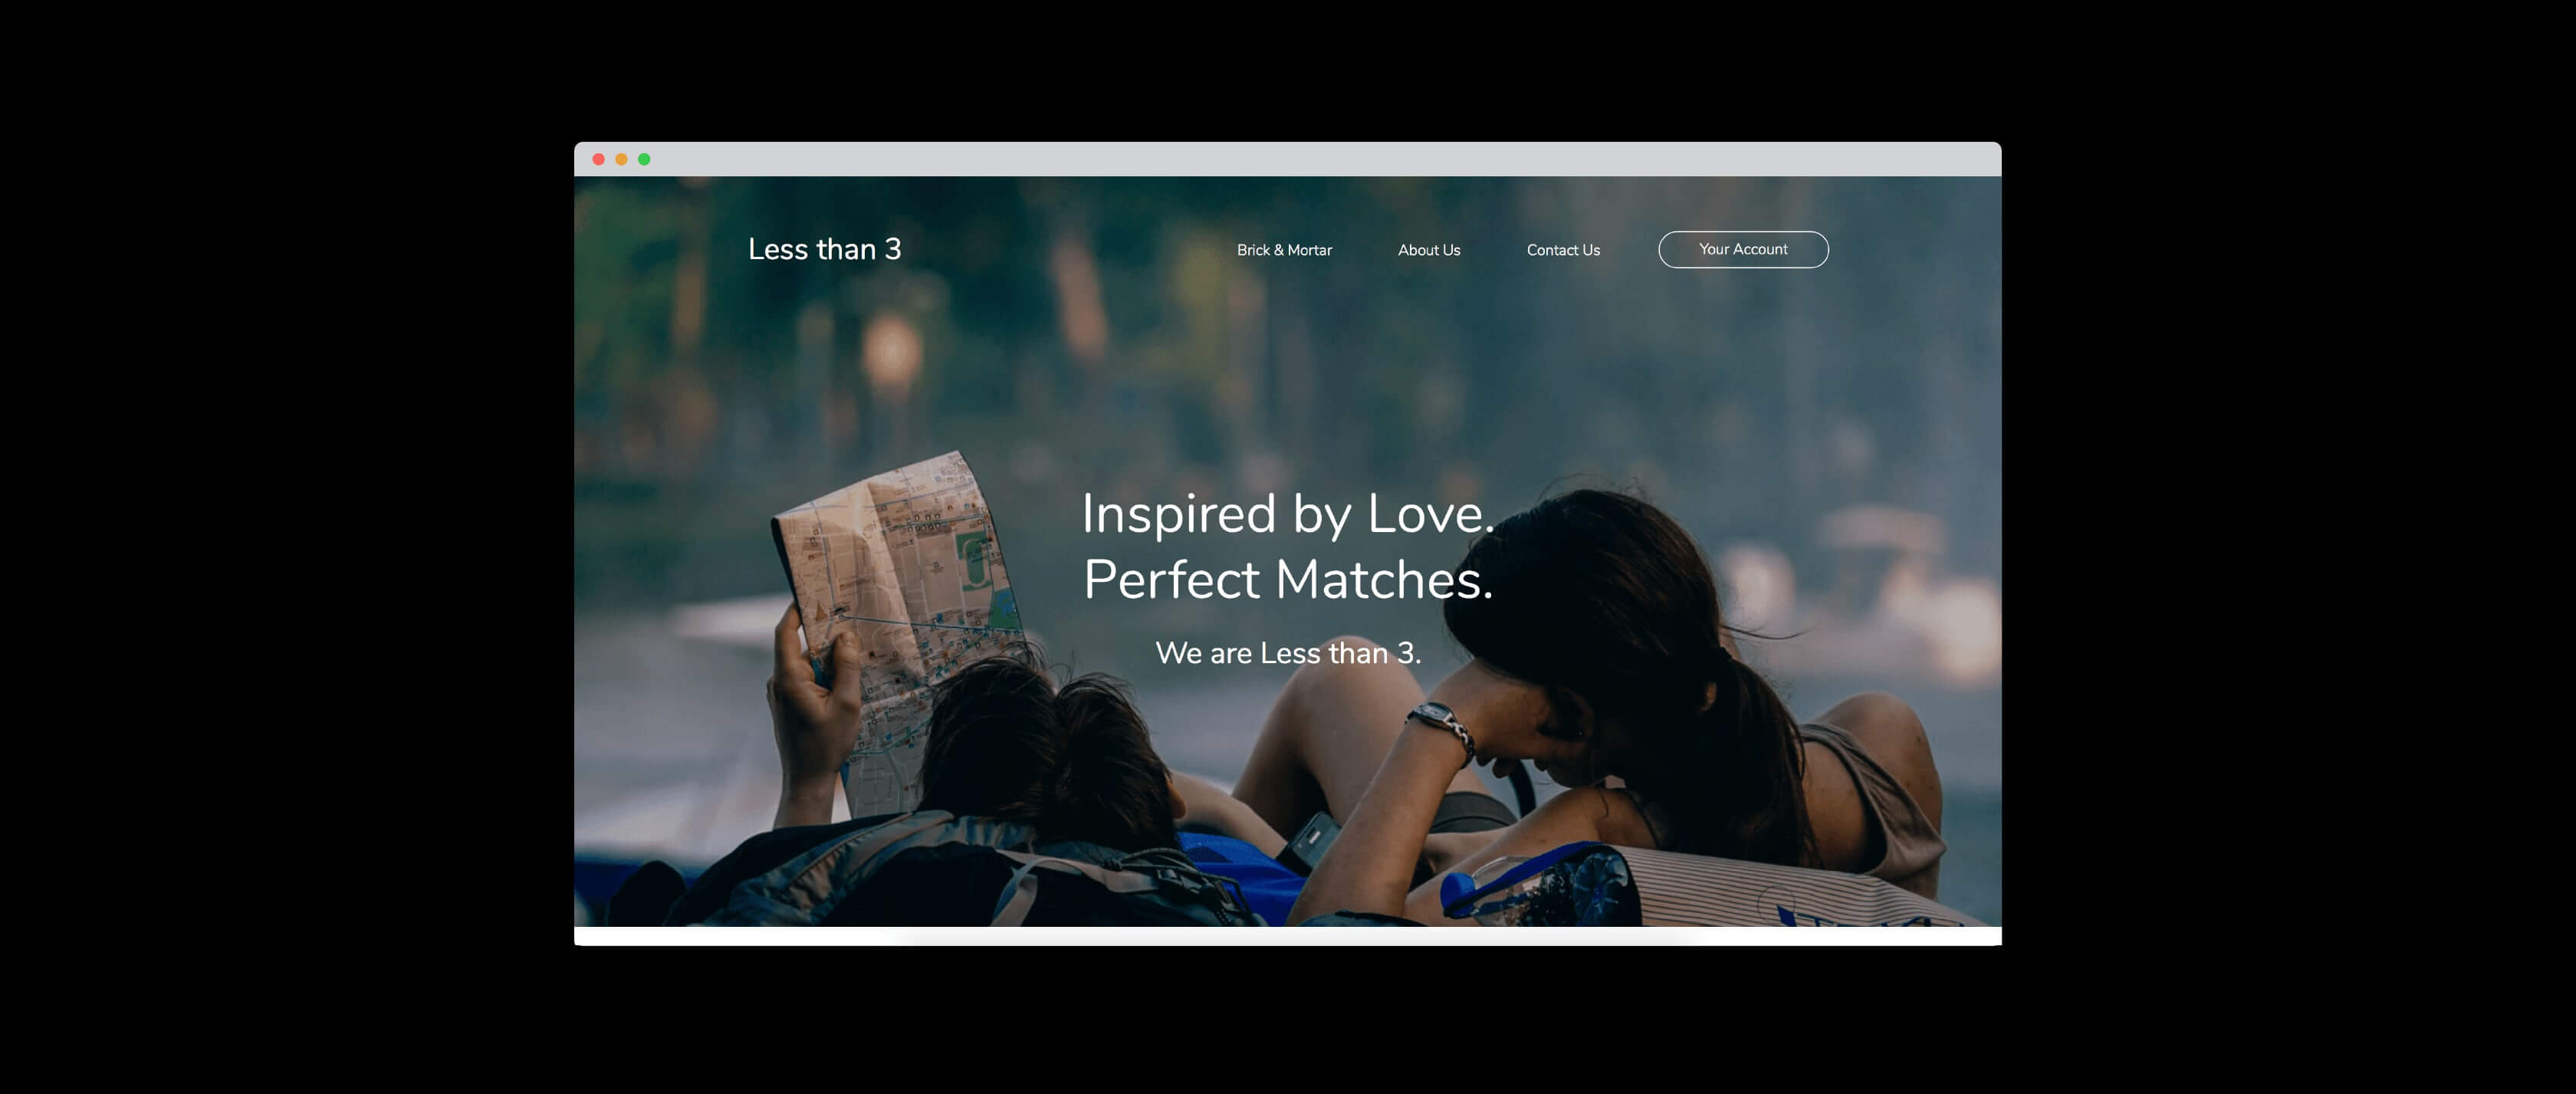 Less than 3
Brick & Mortar
About Us
Contact Us
Your Account
Inspired by Love.
Perfect Matches.
We are Less than 3.